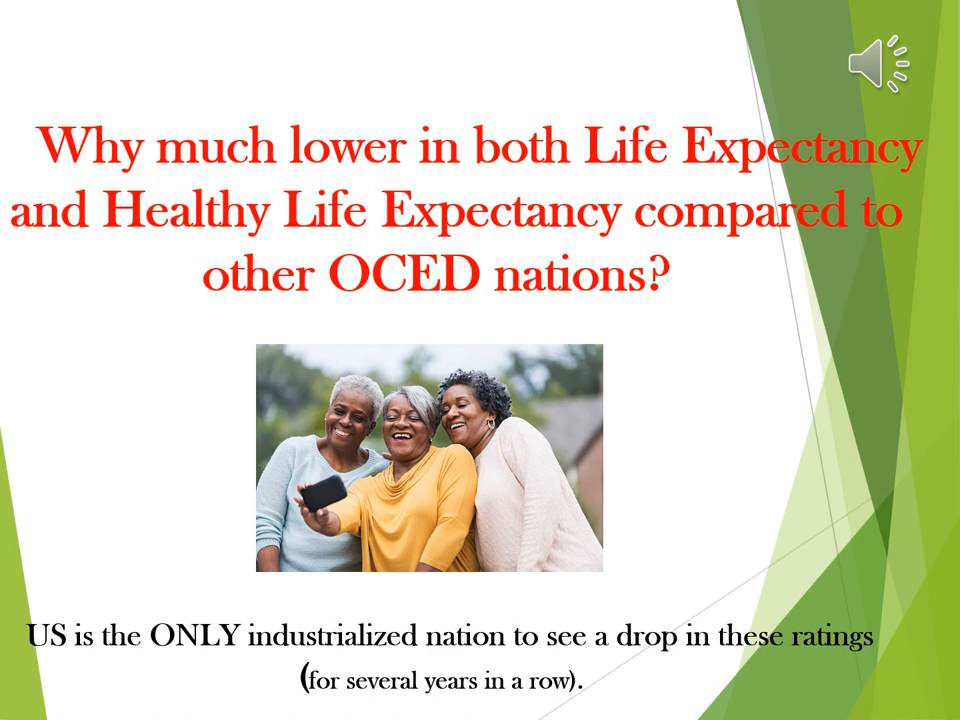 Why much lower in both Life Expectancy
and Healthy Life Expectancy compared to
other OCED nations?
US is the ONLY industrialized nation to see a drop in these ratings
(for several years in a row).